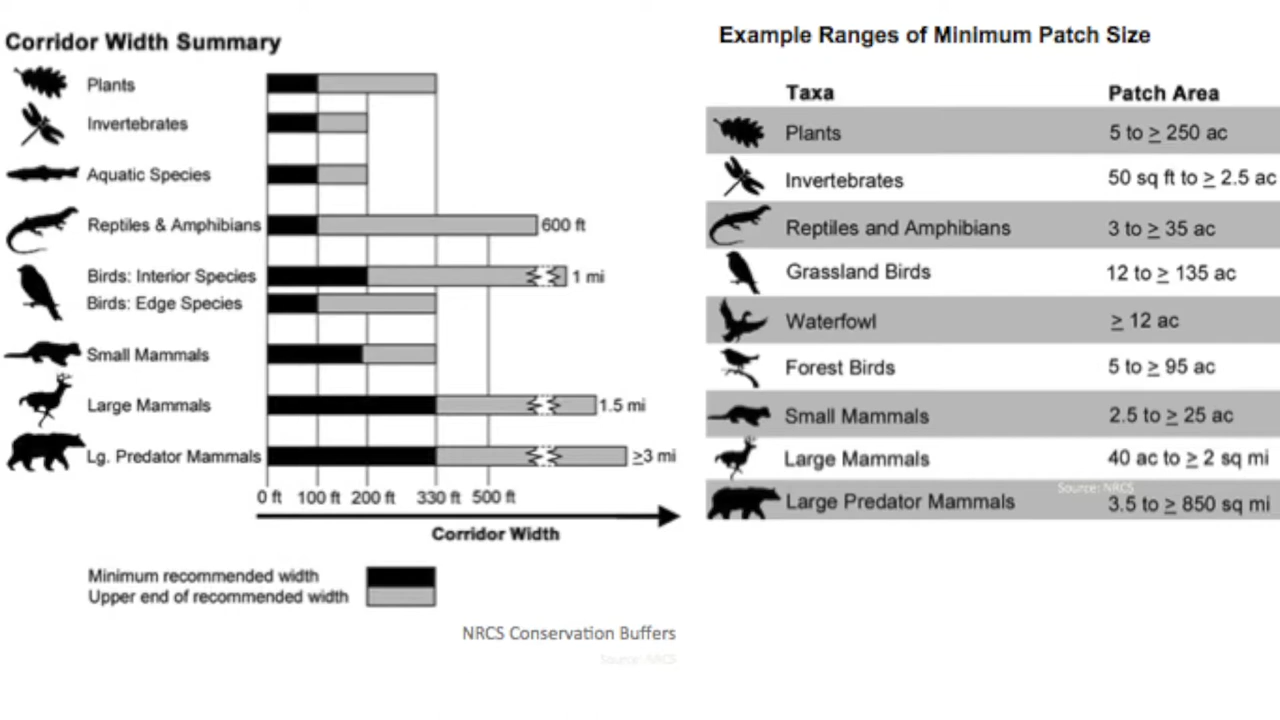 Corridor Width Summary
Plants
Invertebrates
Aquatic Species
Reptiles & Amphibians
600 ft
Birds: Interior Species
1 mi
Birds: Edge Species
Small Mammals
Large Mammals
1.5 mi
Lg. Predator Mammals
≥3 mi
0 ft 100 ft 200 ft 330 ft 500 ft
Corridor Width
Minimum recommended width
Upper end of recommended width
NRCS Conservation Buffers
Source: NRCS
Example Ranges of Minimum Patch Size
Taxa Patch Area
Plants 5 to ≥ 250 ac
Invertebrates 50 sq ft to ≥ 2.5 ac
Reptiles and Amphibians 3 to ≥ 35 ac
Grassland Birds 12 to ≥ 135 ac
Waterfowl ≥ 12 ac
Forest Birds 5 to ≥ 95 ac
Small Mammals 2.5 to ≥ 25 ac
Large Mammals 40 ac to ≥ 2 sq mi
Source: NRCS
Large Predator Mammals 3.5 to ≥ 850 sq mi